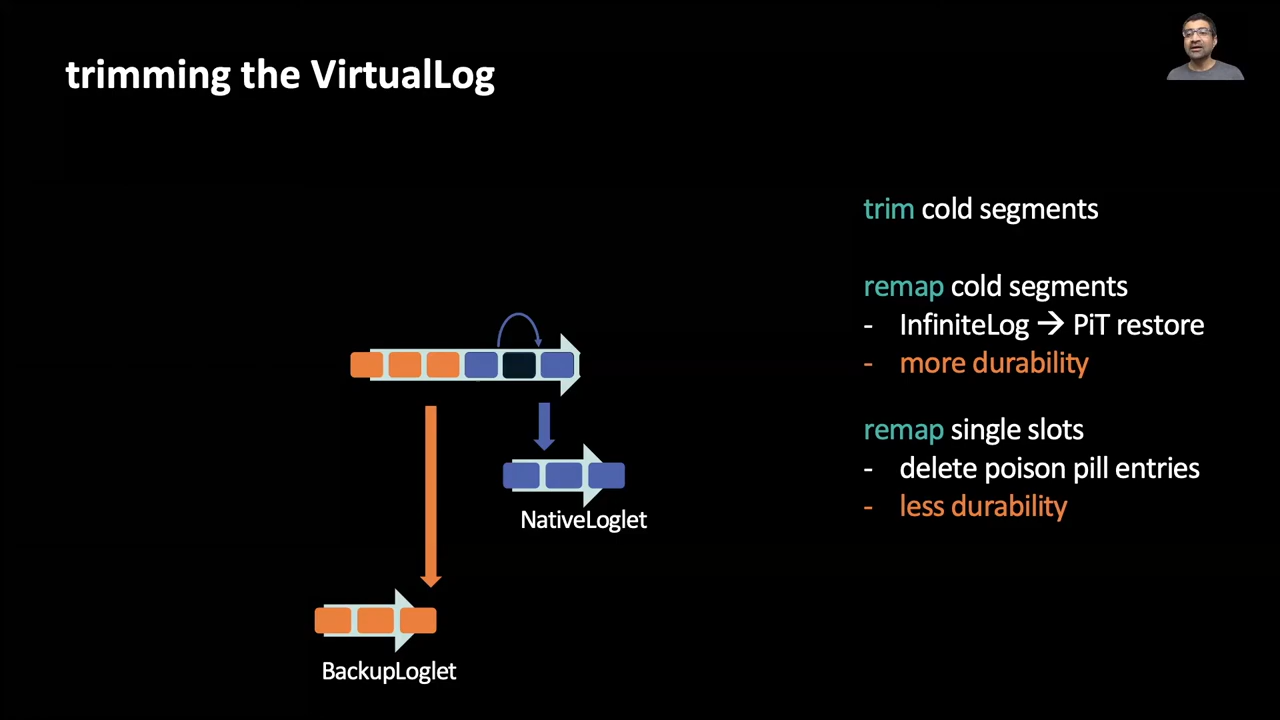 trimming the VirtualLog
trim cold segments
remap cold segments
- InfiniteLog → PiT restore
- more durability
remap single slots
- delete poison pill entries
- less durability
NativeLoglet
BackupLoglet